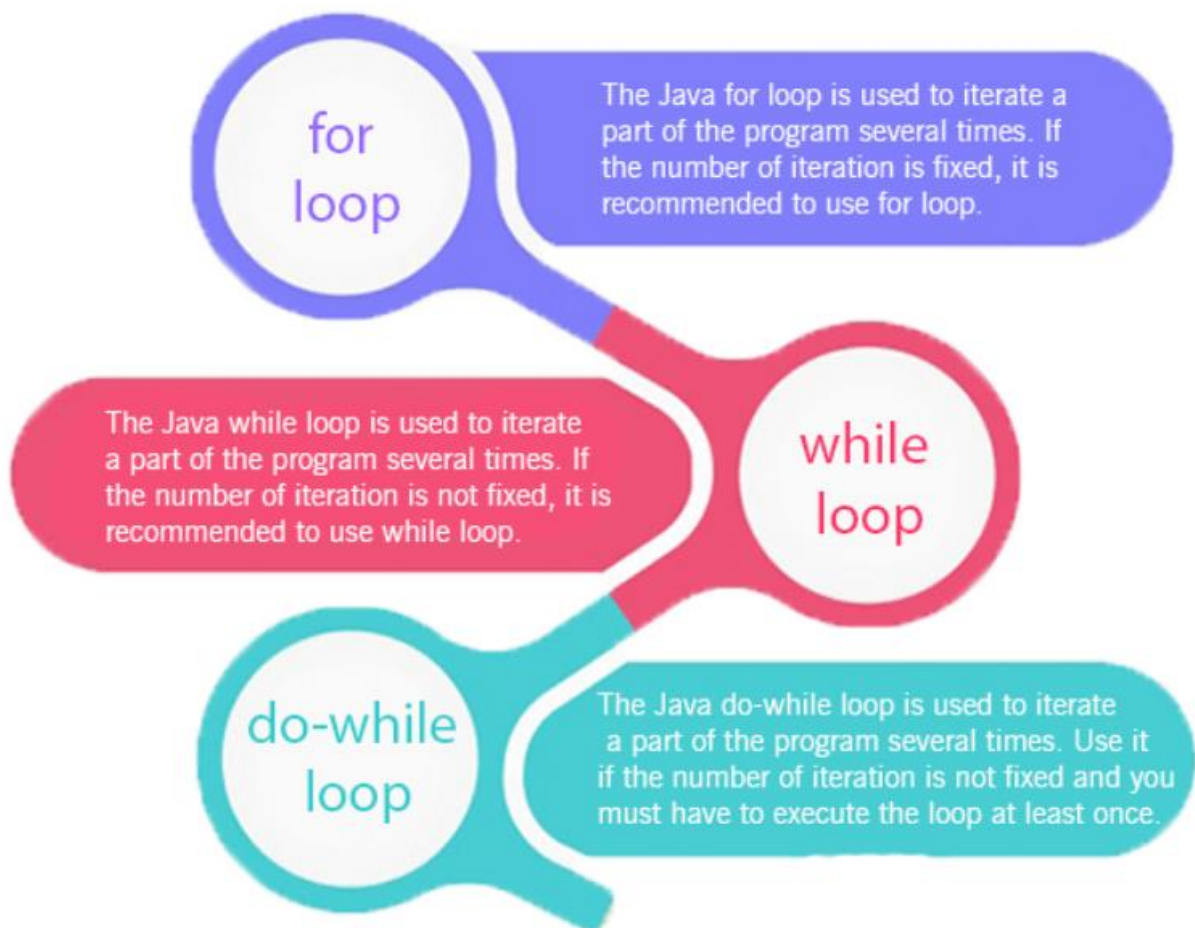 for
loop
The Java for loop is used to iterate a
part of the program several times. If
the number of iteration is fixed, it is
recommended to use for loop.
The Java while loop is used to iterate
a part of the program several times. If
the number of iteration is not fixed, it is
recommended to use while loop.
while
loop
do-while
loop
The Java do-while loop is used to iterate
a part of the program several times. Use it
if the number of iteration is not fixed and you
must have to execute the loop at least once.